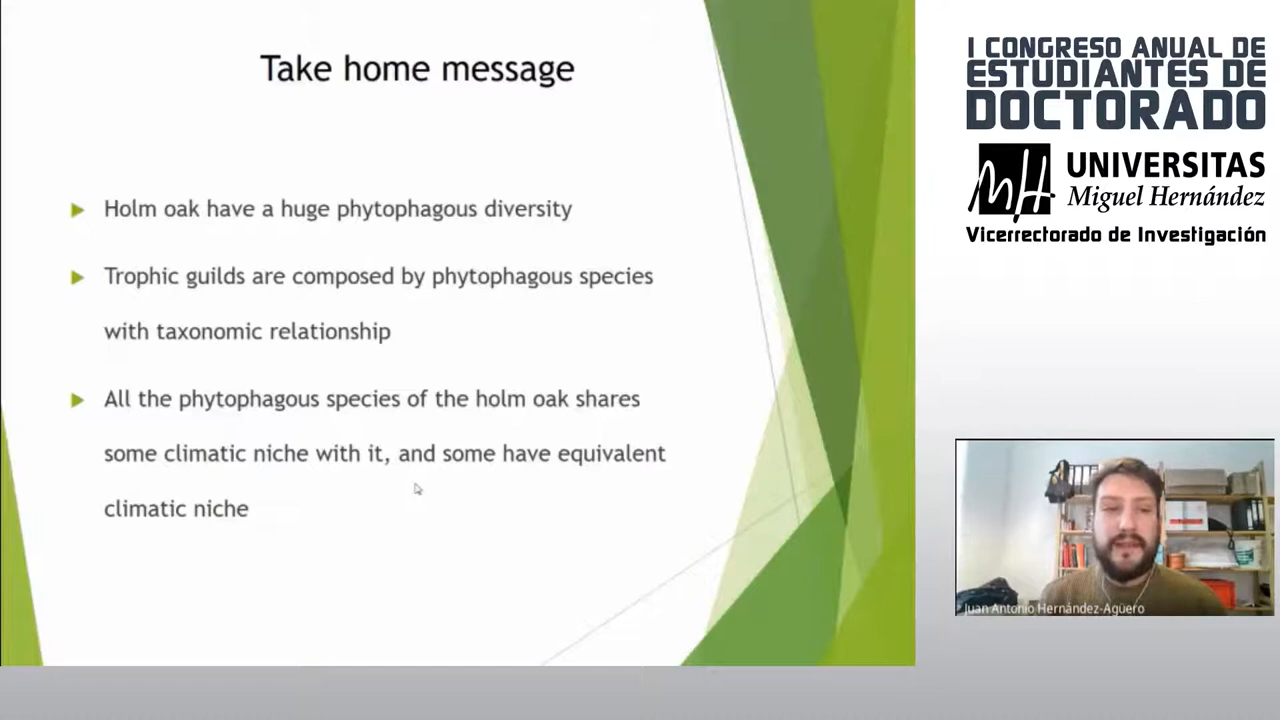 Take home message
Holm oak have a huge phytophagous diversity
Trophic guilds are composed by phytophagous species
with taxonomic relationship
All the phytophagous species of the holm oak shares
some climatic niche with it, and some have equivalent
climatic niche
I CONGRESO ANUAL DE
ESTUDIANTES DE
DOCTORADO
UNIVERSITAS
Miguel Hernández
Vicerrectorado de Investigación
Juan Antonio Hernández-Agüero